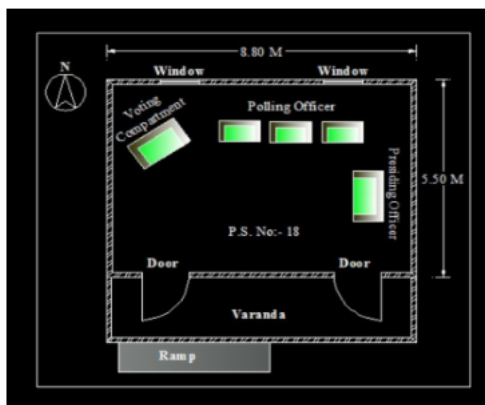 8.80 M
N
Window
Window
Voting
Compartment
Polling Officer
Presiding Officer
5.50 M
P.S. No:- 18
Door
Door
Varanda
Ramp